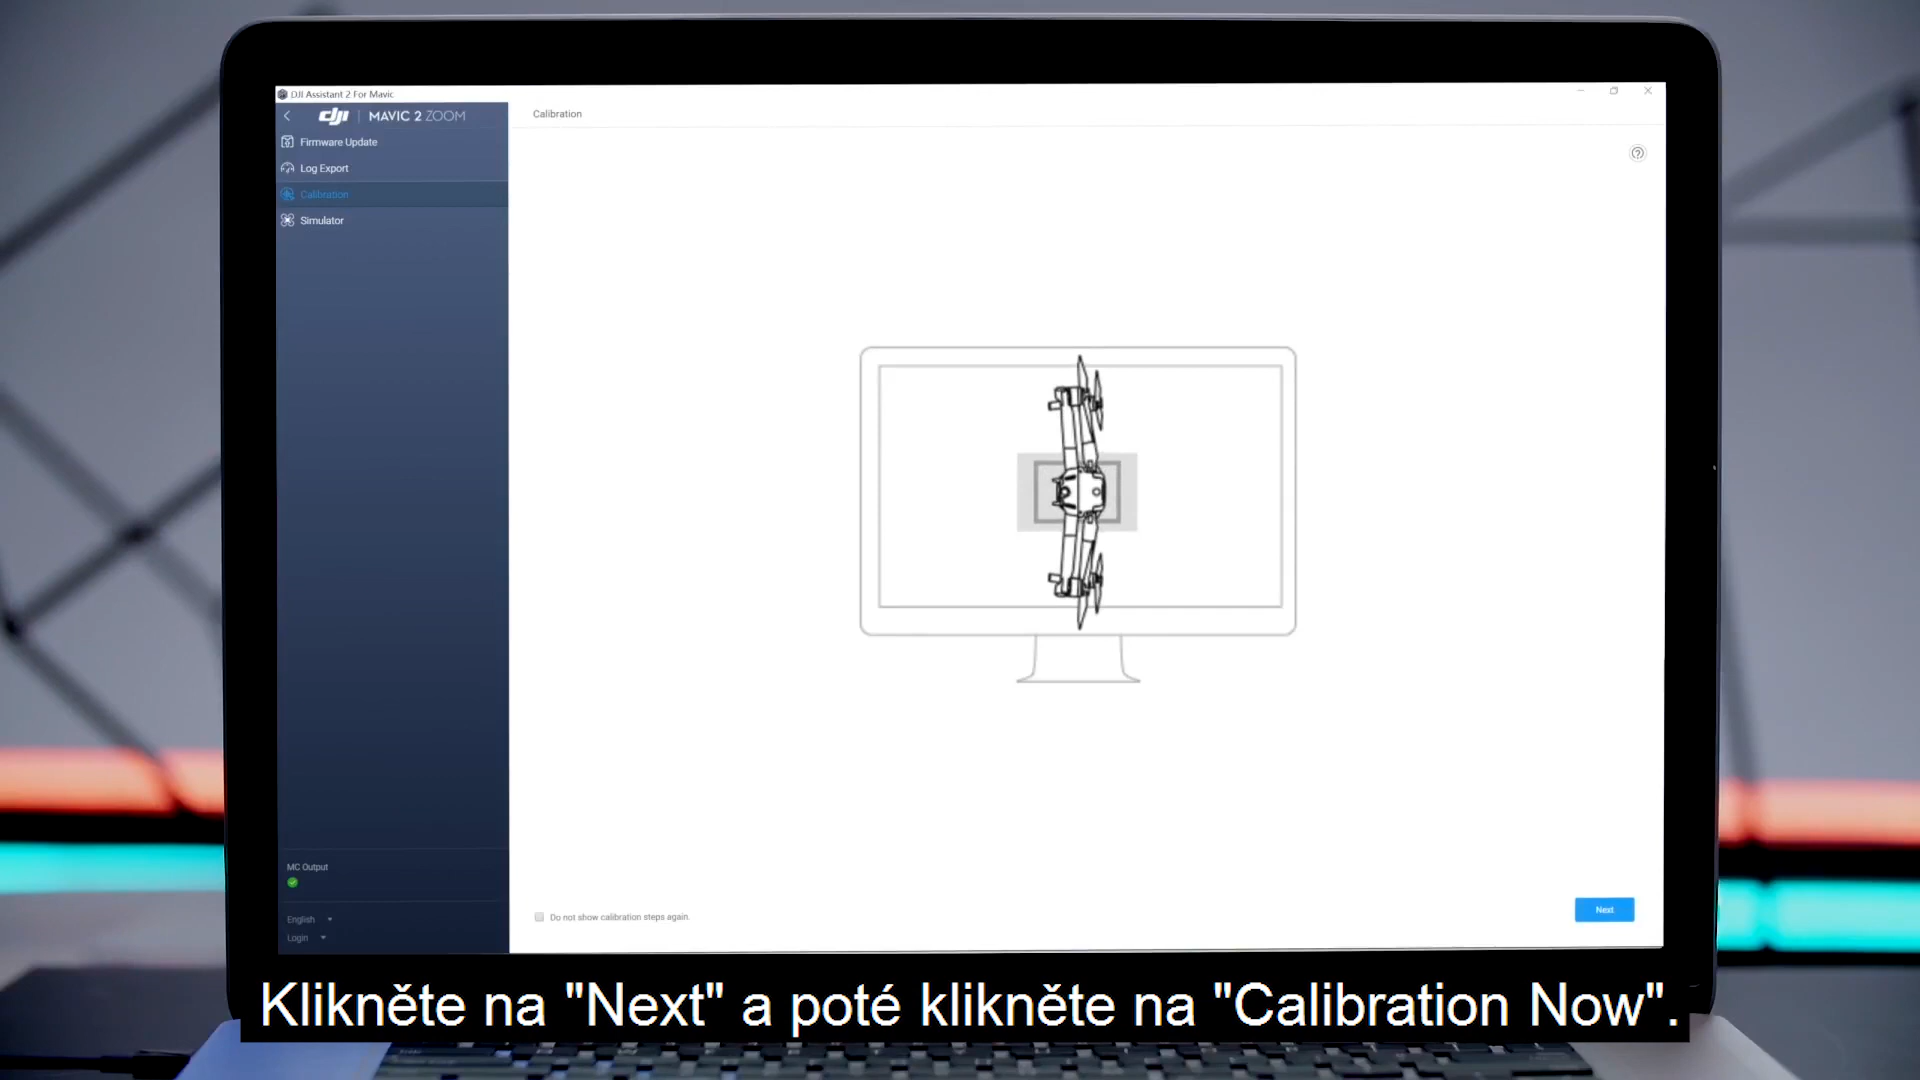 DJI Assistant 2 For Mavic
dji | MAVIC 2 ZOOM
Firmware Update
Log Export
Calibration
Simulator
MC Output
English
Login
Calibration
Do not show calibration steps again.
Next
Klikněte na "Next" a poté klikněte na "Calibration Now".